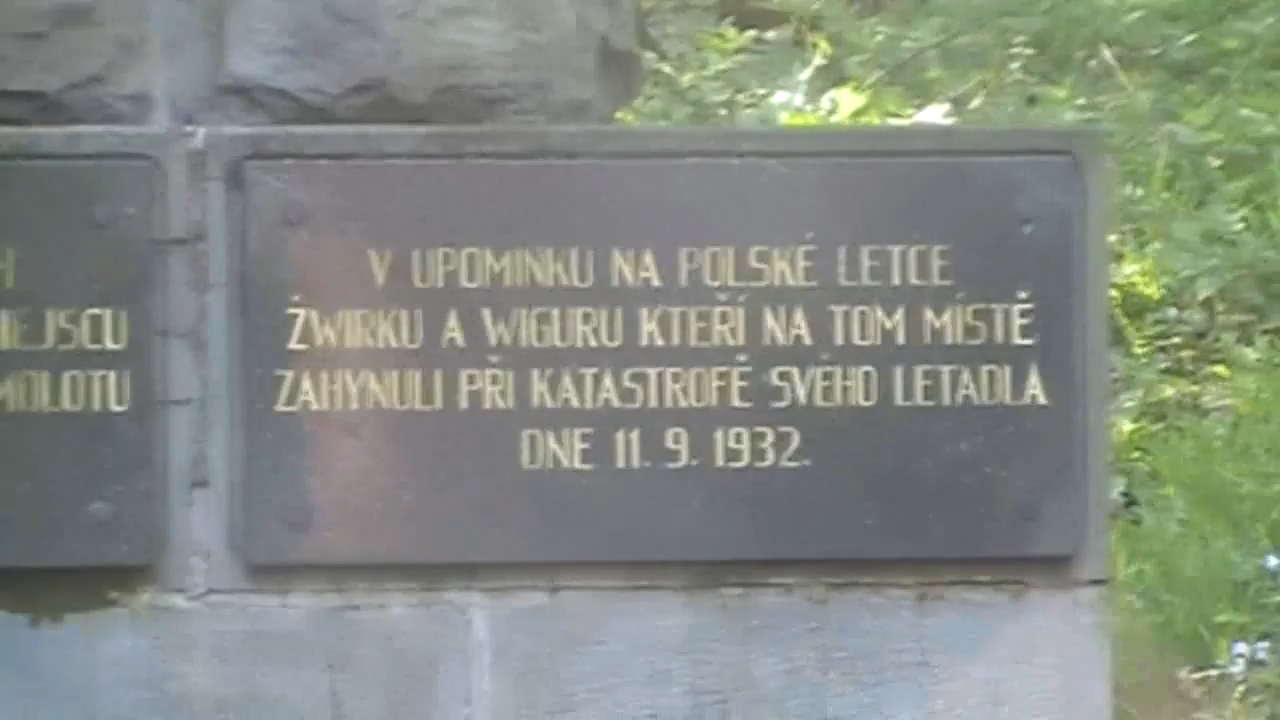 H
IEJSCU
MOLOTU
V UPOMINKU NA POLSKÉ LETCE
ŻWIRKU A WIGURU KTEŘÍ NA TOM MÍSTĚ
ZAHYNULI PŘI KATASTROFĚ SVÉHO LETADLA
DNE 11. 9. 1932.